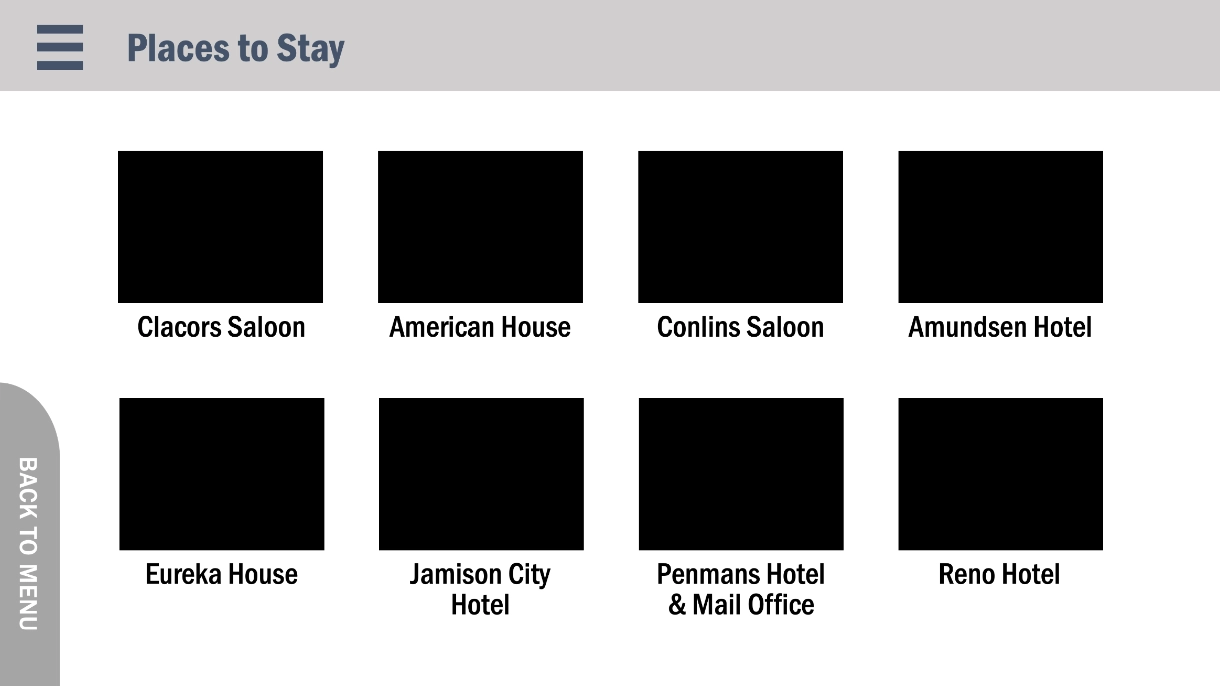 Places to Stay
Clacors Saloon
American House
Conlins Saloon
Amundsen Hotel
Eureka House
Jamison City
Hotel
Penmans Hotel
& Mail Office
Reno Hotel
BACK TO MENU